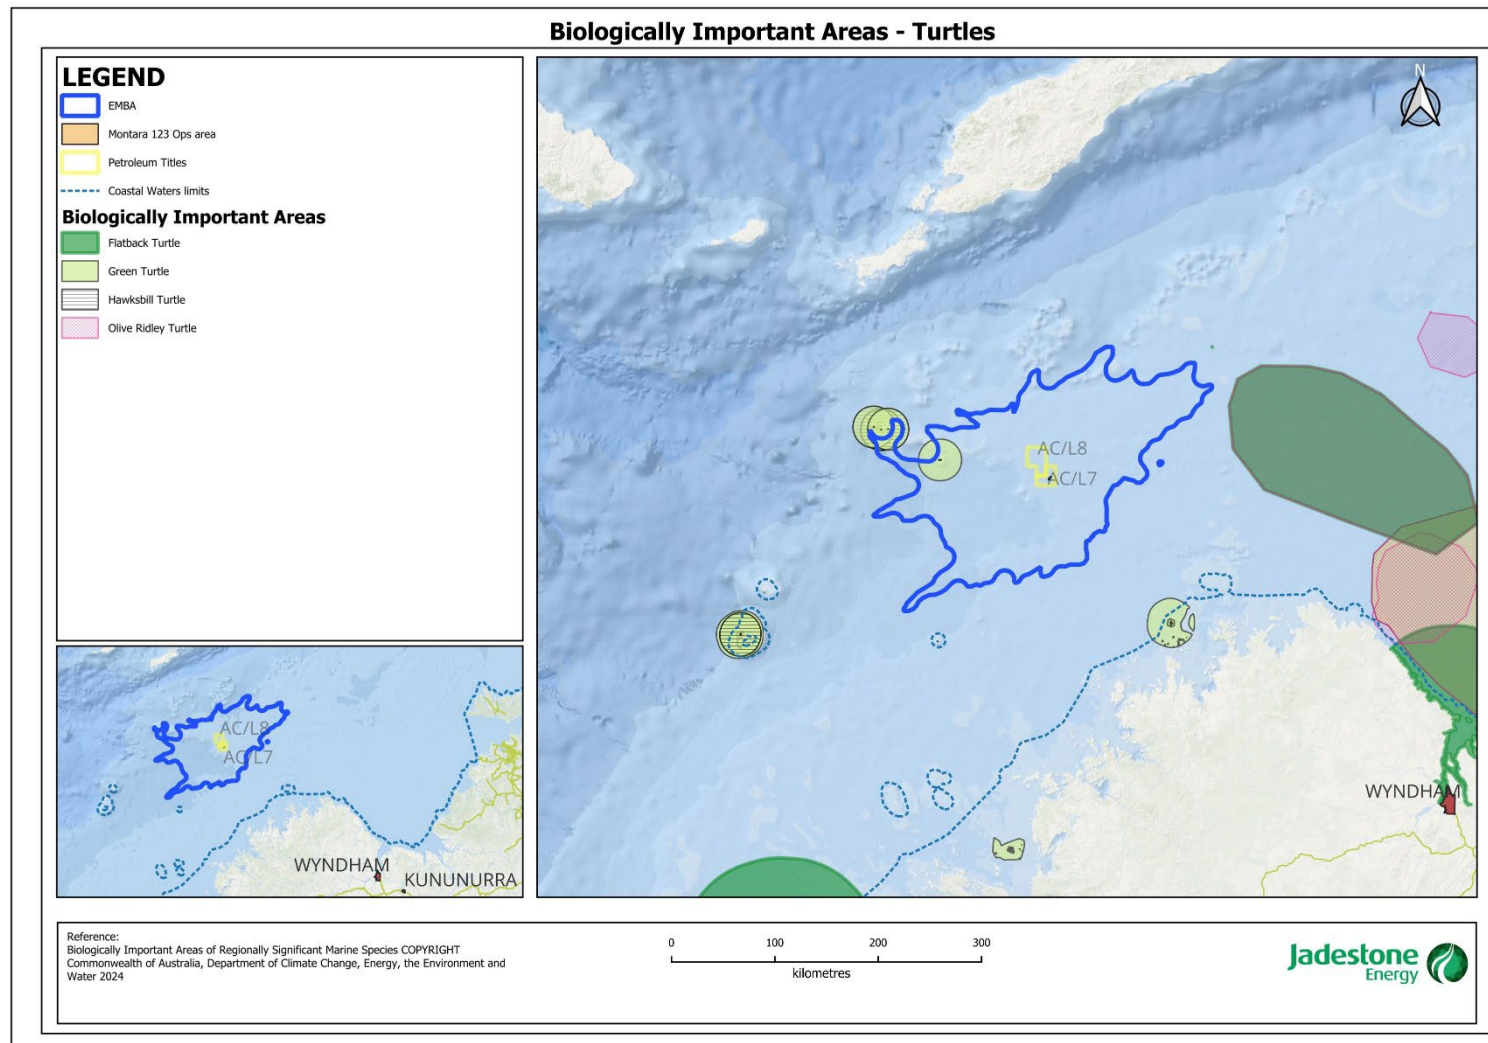 Biologically Important Areas - Turtles
LEGEND
EMBA
Montara 123 Ops area
Petroleum Titles
Coastal Waters limits
Biologically Important Areas
Flatback Turtle
Green Turtle
Hawksbill Turtle
Olive Ridley Turtle
N
AC/L8
AC/L7
WYNDHAM
AC/L8
AC/L7
WYNDHAM
KUNUNURRA
Reference:
Biologically Important Areas of Regionally Significant Marine Species COPYRIGHT
Commonwealth of Australia, Department of Climate Change, Energy, the Environment and
Water 2024
0 100 200 300
kilometres
Jadestone
Energy